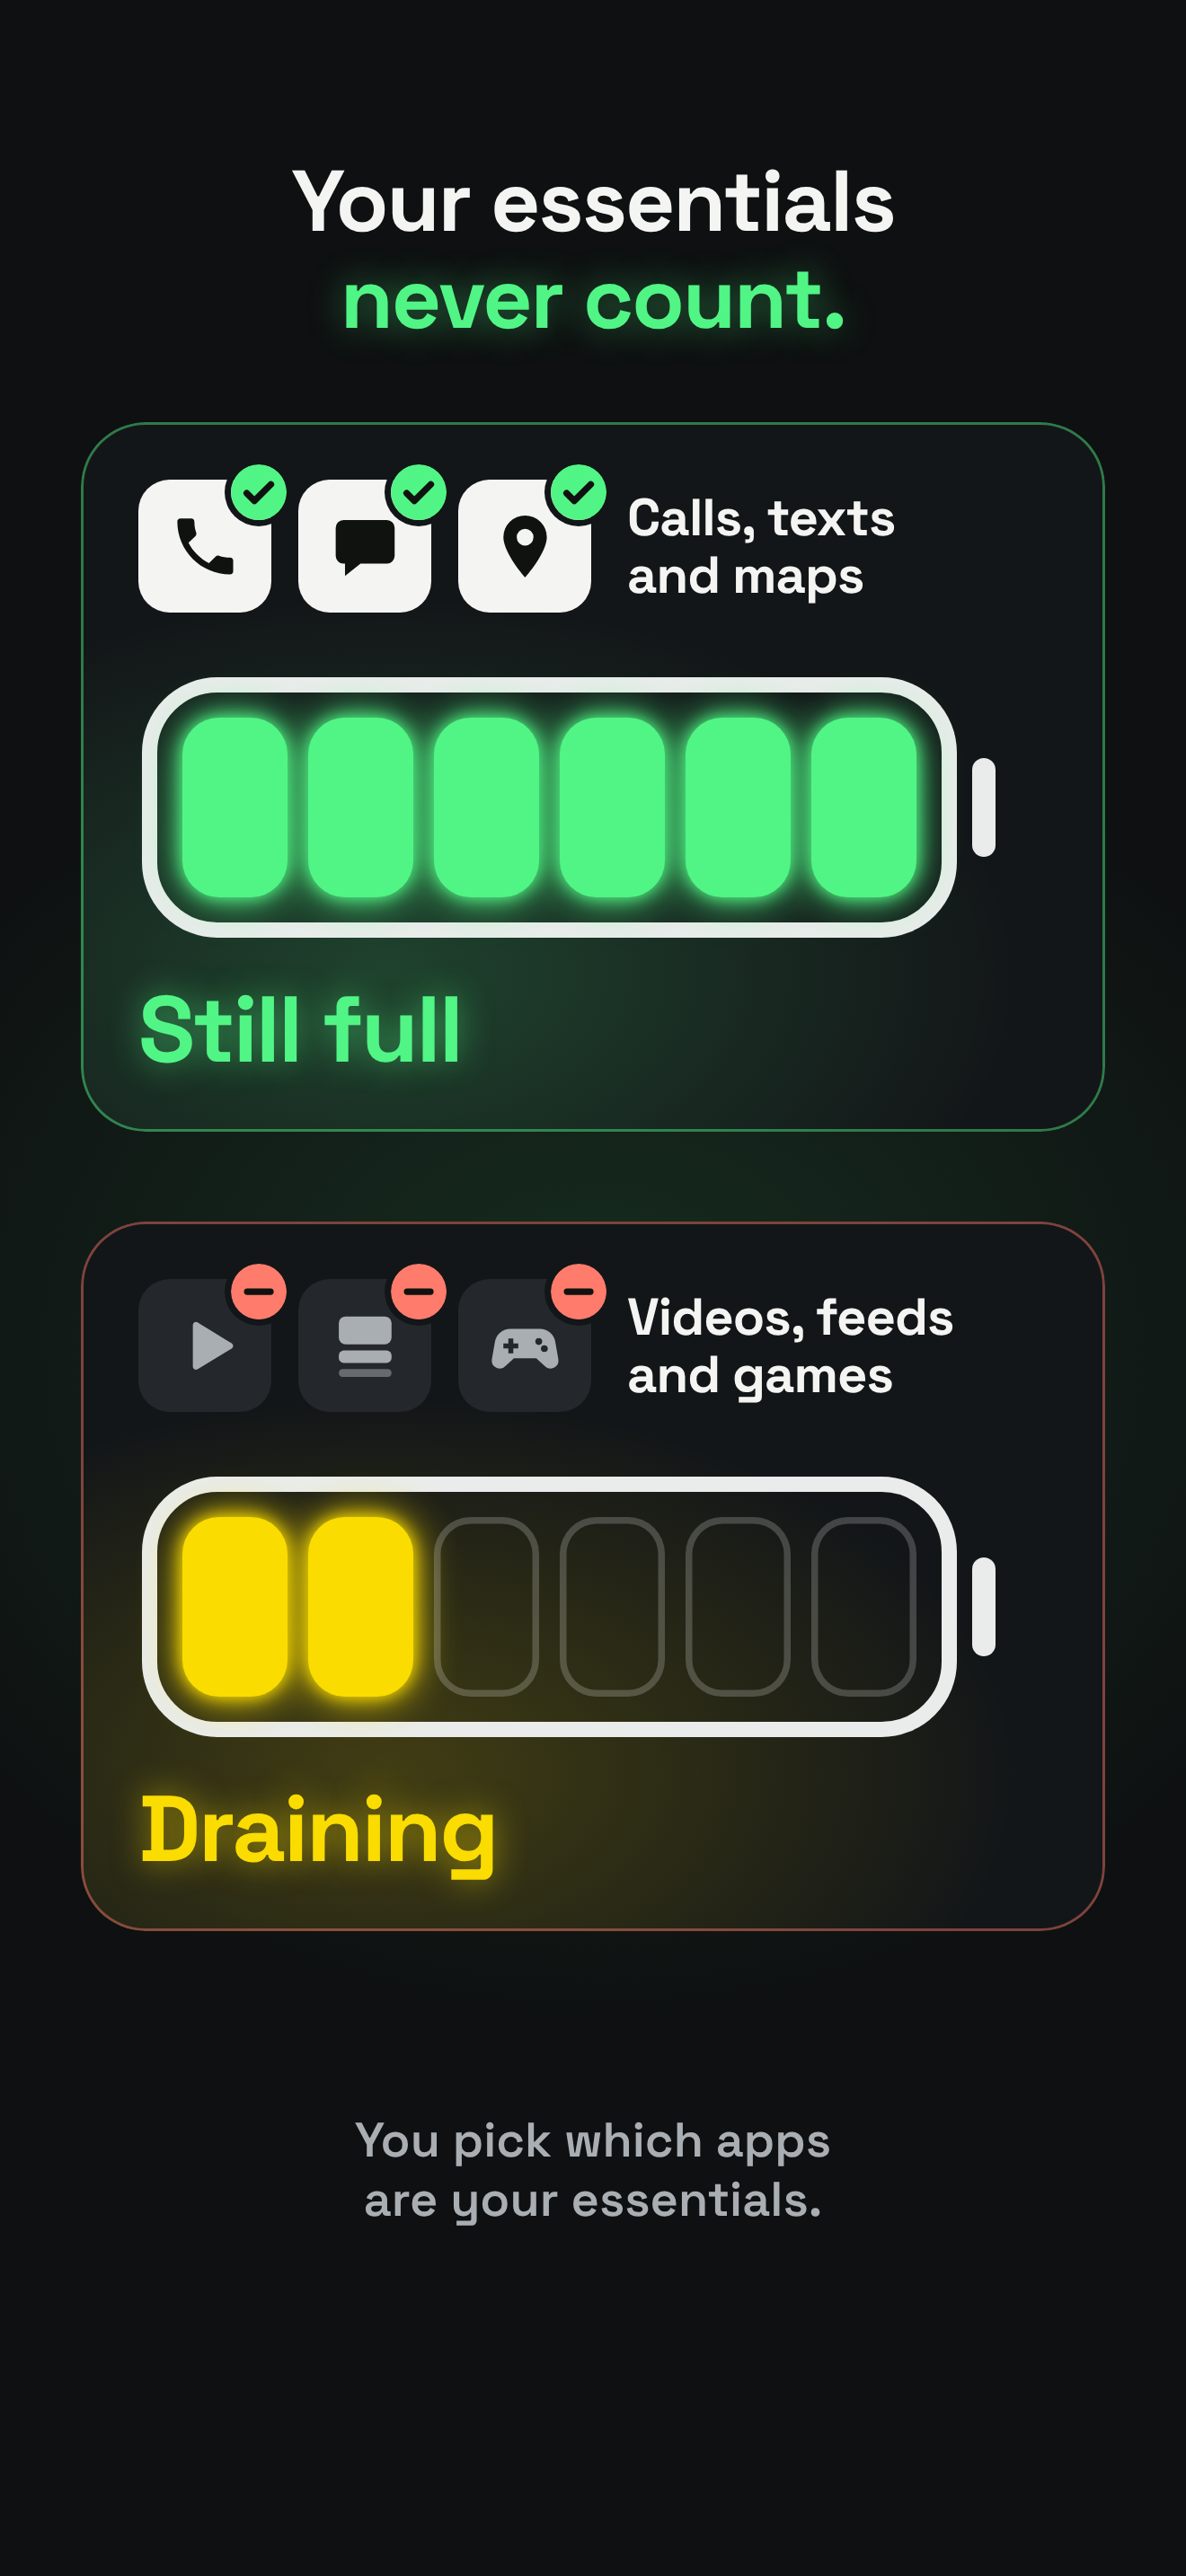 Your essentials
never count.
Calls, texts
and maps
Still full
Videos, feeds
and games
Draining
You pick which apps
are your essentials.